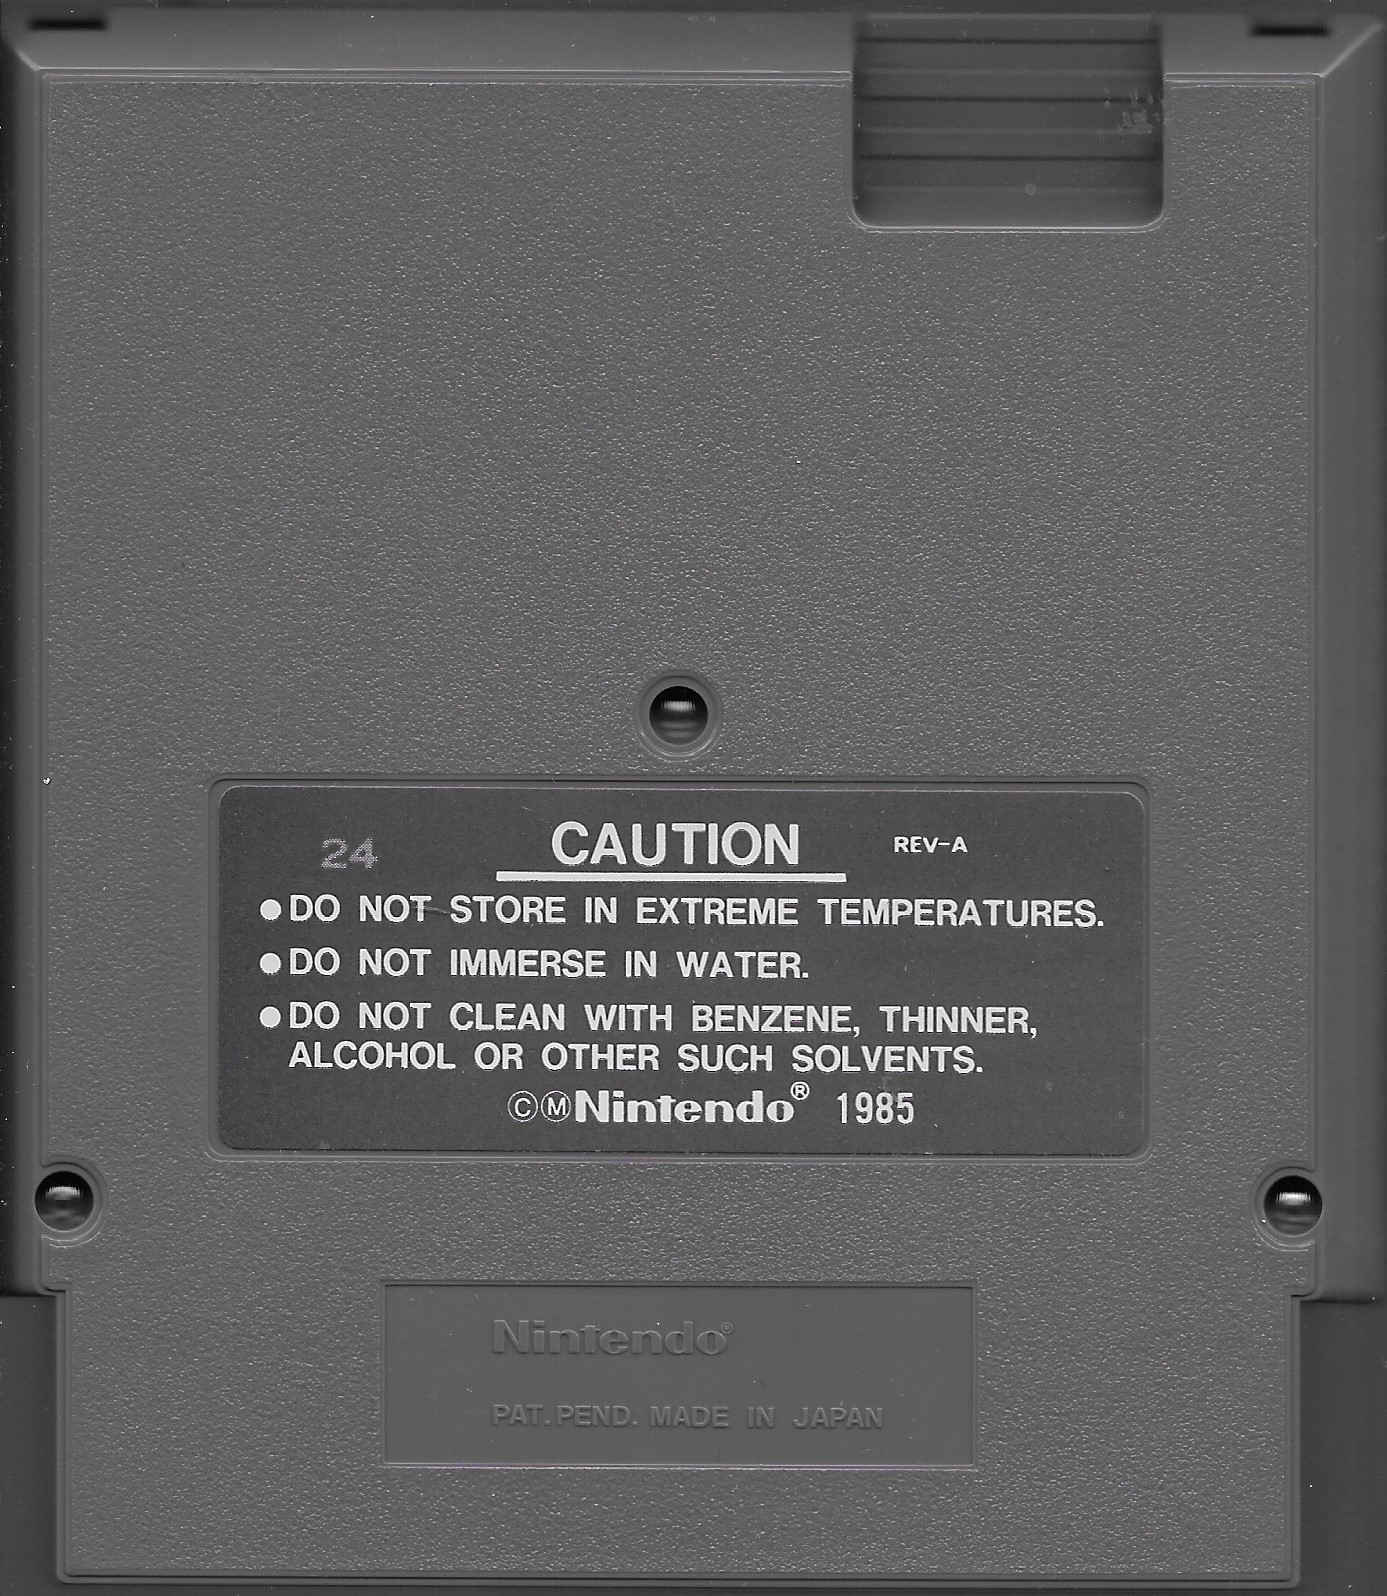 24 CAUTION REV-A
●DO NOT STORE IN EXTREME TEMPERATURES.
●DO NOT IMMERSE IN WATER.
●DO NOT CLEAN WITH BENZENE, THINNER,
ALCOHOL OR OTHER SUCH SOLVENTS.
©ⓂNintendo® 1985
Nintendo®
PAT. PEND. MADE IN JAPAN